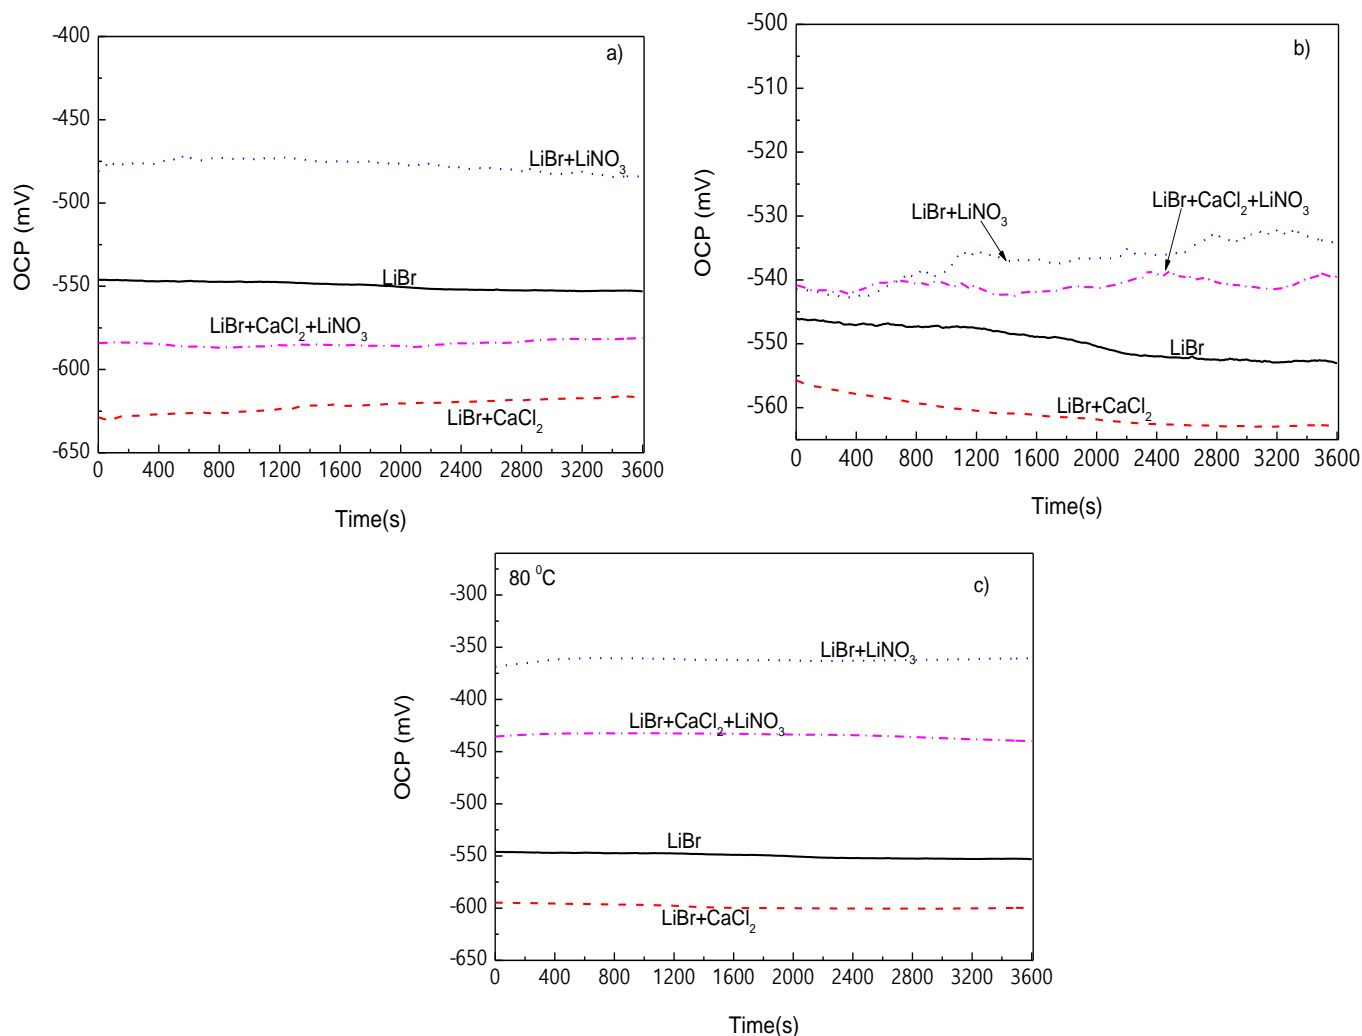 a)
-400
-450
-500
-550
-600
-650
OCP (mV)
LiBr+LiNO3
LiBr
LiBr+CaCl2+LiNO3
LiBr+CaCl2
0 400 800 1200 1600 2000 2400 2800 3200 3600
Time(s)
b)
-500
-510
-520
-530
-540
-550
-560
OCP (mV)
LiBr+CaCl2+LiNO3
LiBr+LiNO3
LiBr
LiBr+CaCl2
0 400 800 1200 1600 2000 2400 2800 3200 3600
Time(s)
80 0C
c)
-300
-350
-400
-450
-500
-550
-600
-650
OCP (mV)
LiBr+LiNO3
LiBr+CaCl2+LiNO3
LiBr
LiBr+CaCl2
0 400 800 1200 1600 2000 2400 2800 3200 3600
Time(s)